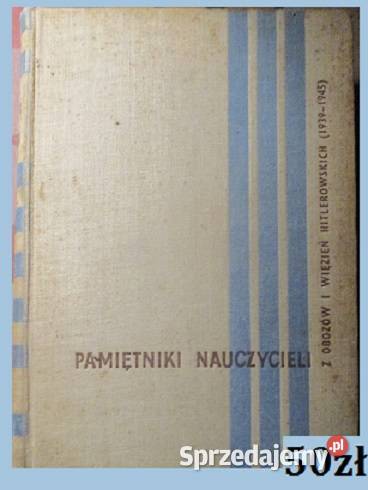 PAMIĘTNIKI NAUCZYCIELI
Z OBOZÓW I WIĘZIEŃ HITLEROWSKICH (1939-1945)
50zł
Sprzedajemy.pl